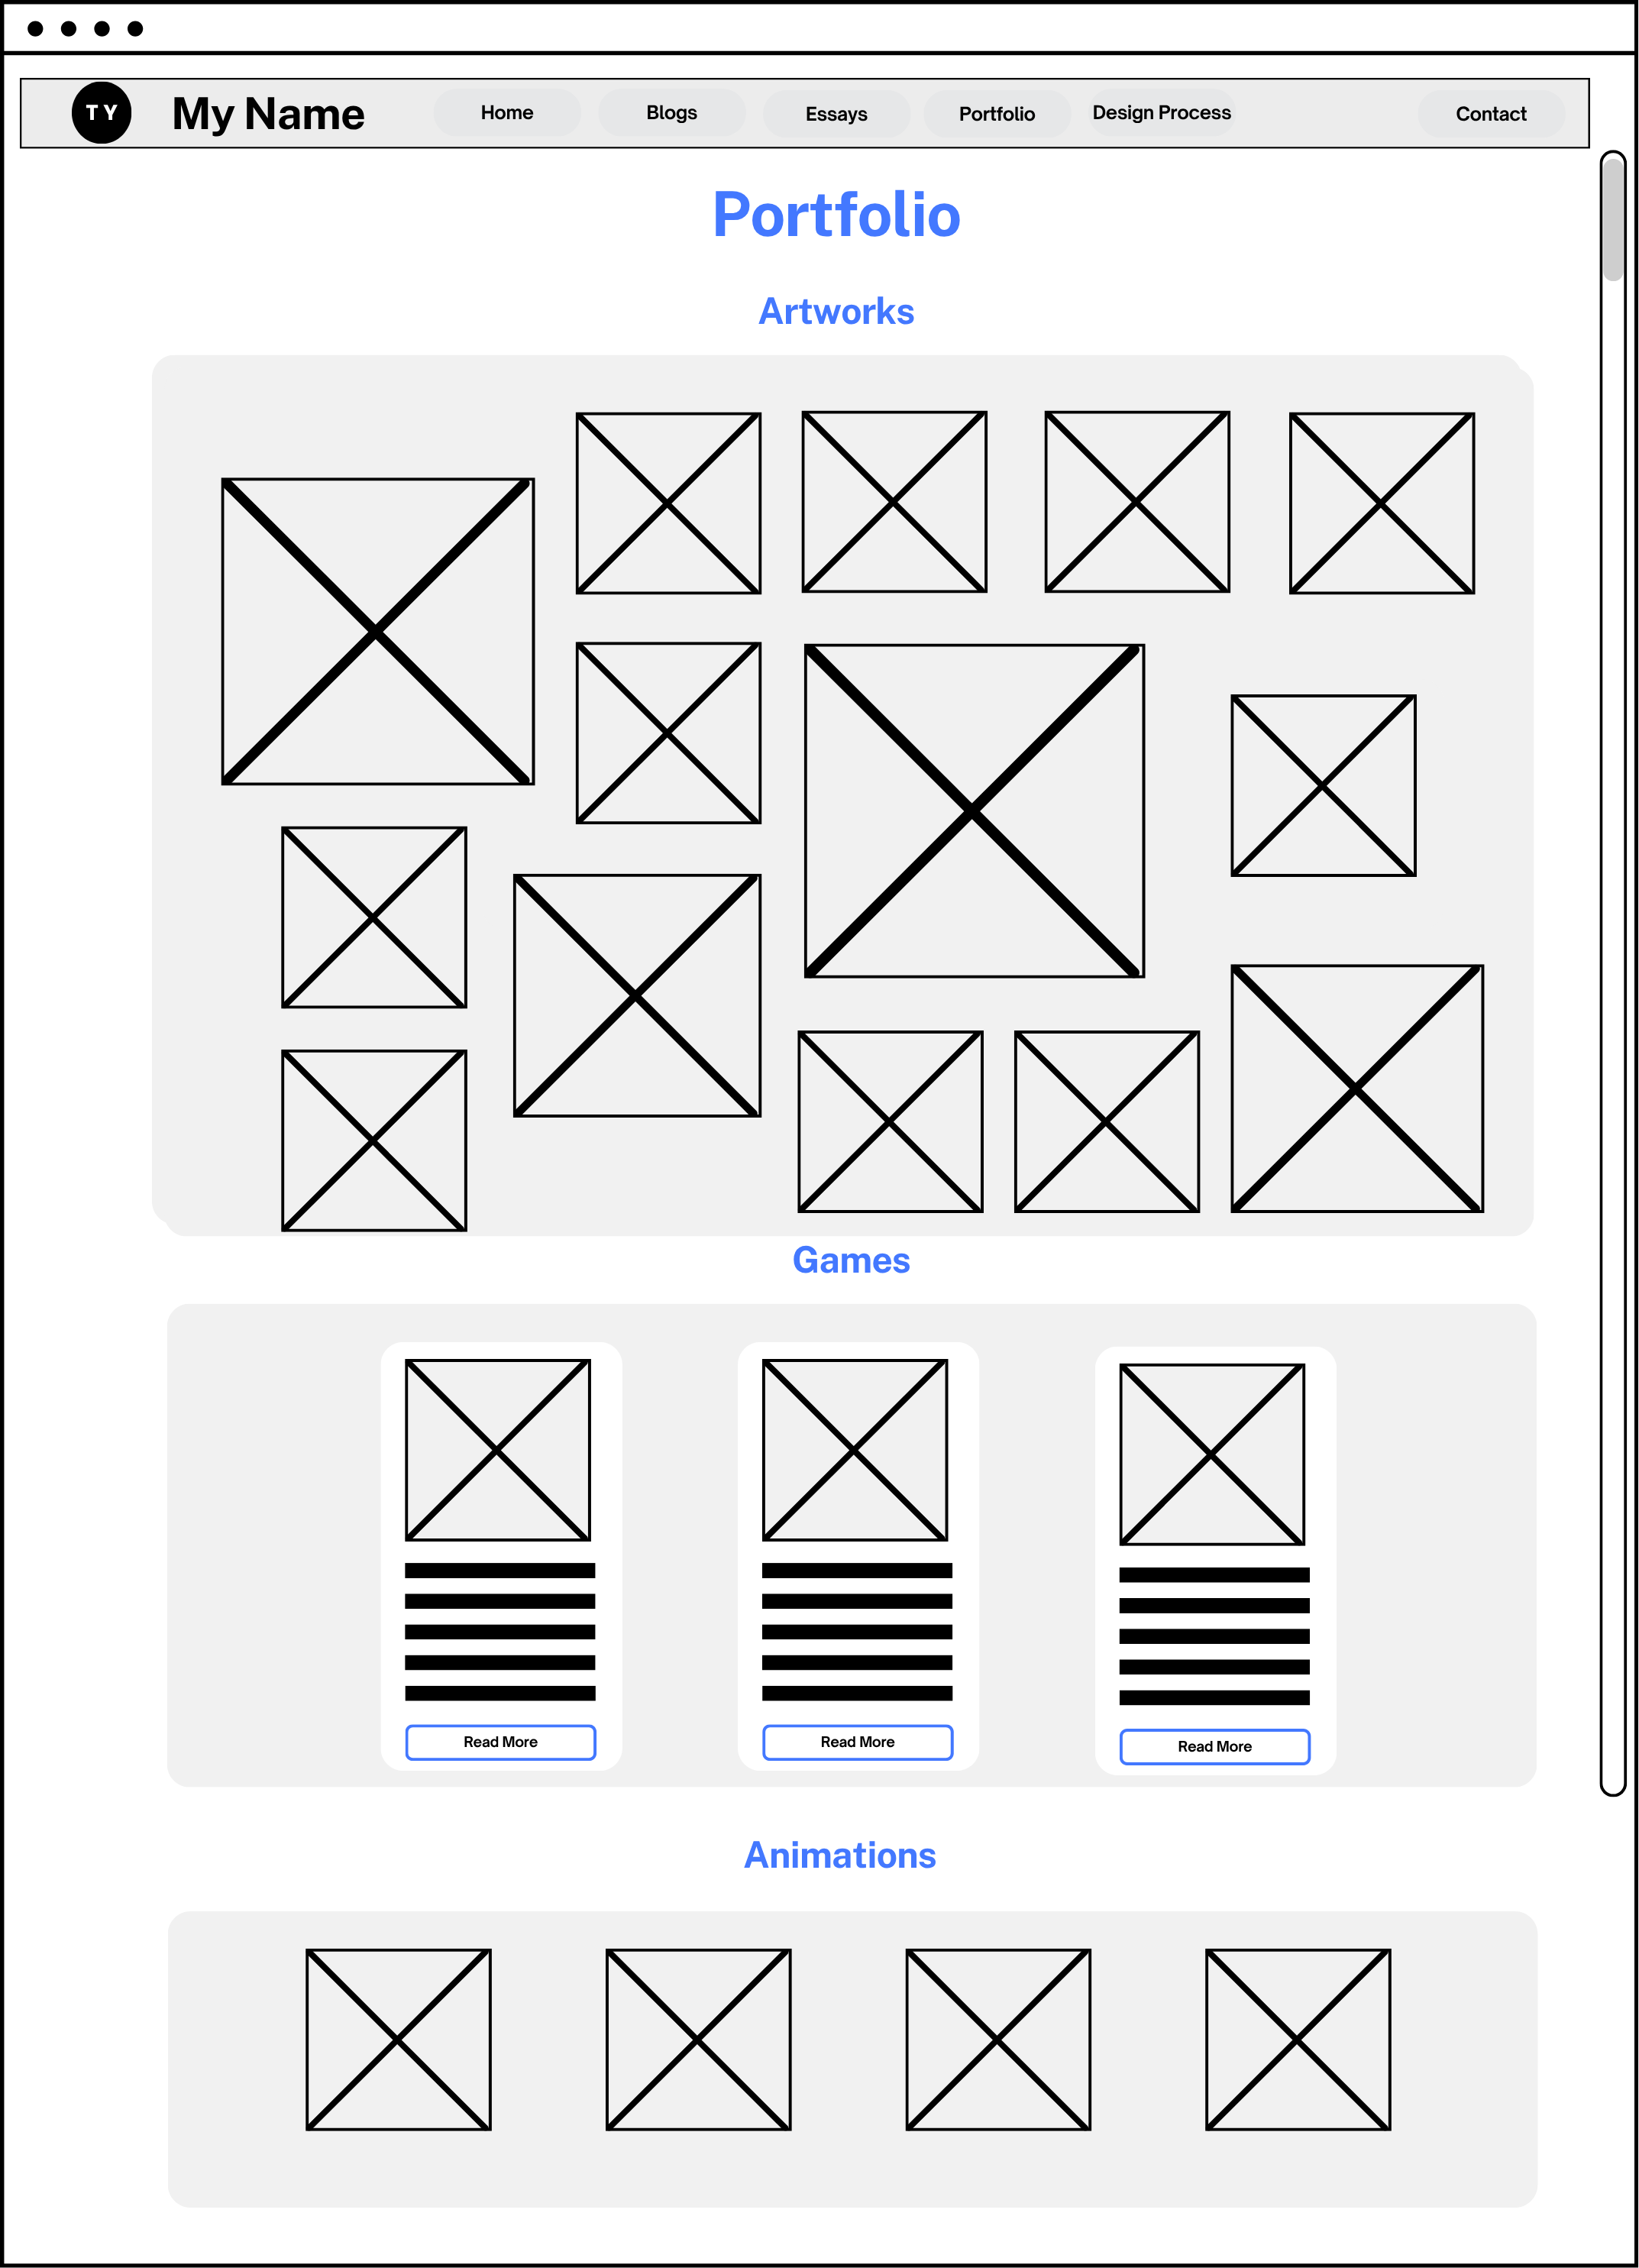 TY
My Name
Home
Blogs
Essays
Portfolio
Design Process
Contact
Portfolio
Artworks
Games
Read More
Read More
Read More
Animations